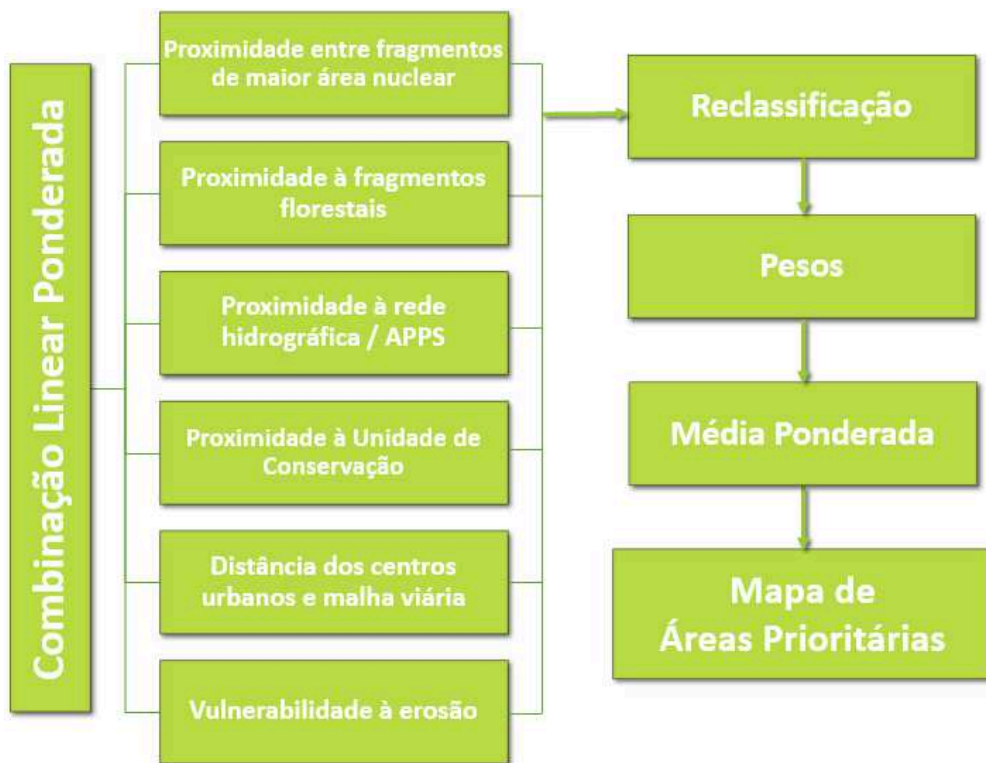 Combinação Linear Ponderada
Proximidade entre fragmentos
de maior área nuclear
Proximidade à fragmentos
florestais
Proximidade à rede
hidrográfica / APPS
Proximidade à Unidade de
Conservação
Distância dos centros
urbanos e malha viária
Vulnerabilidade à erosão
Reclassificação
Pesos
Média Ponderada
Mapa de
Áreas Prioritárias